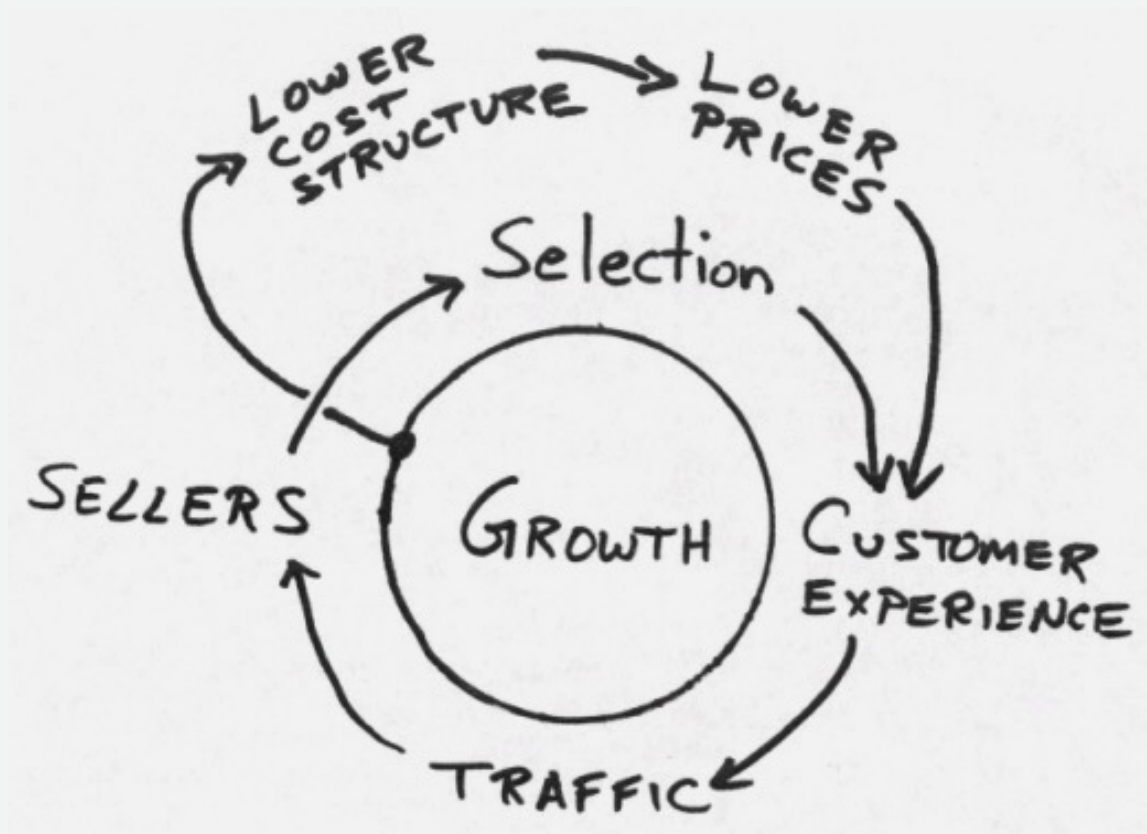 LOWER
COST
STRUCTURE
LOWER
PRICES
Selection
SELLERS
GROWTH
CUSTOMER
EXPERIENCE
TRAFFIC